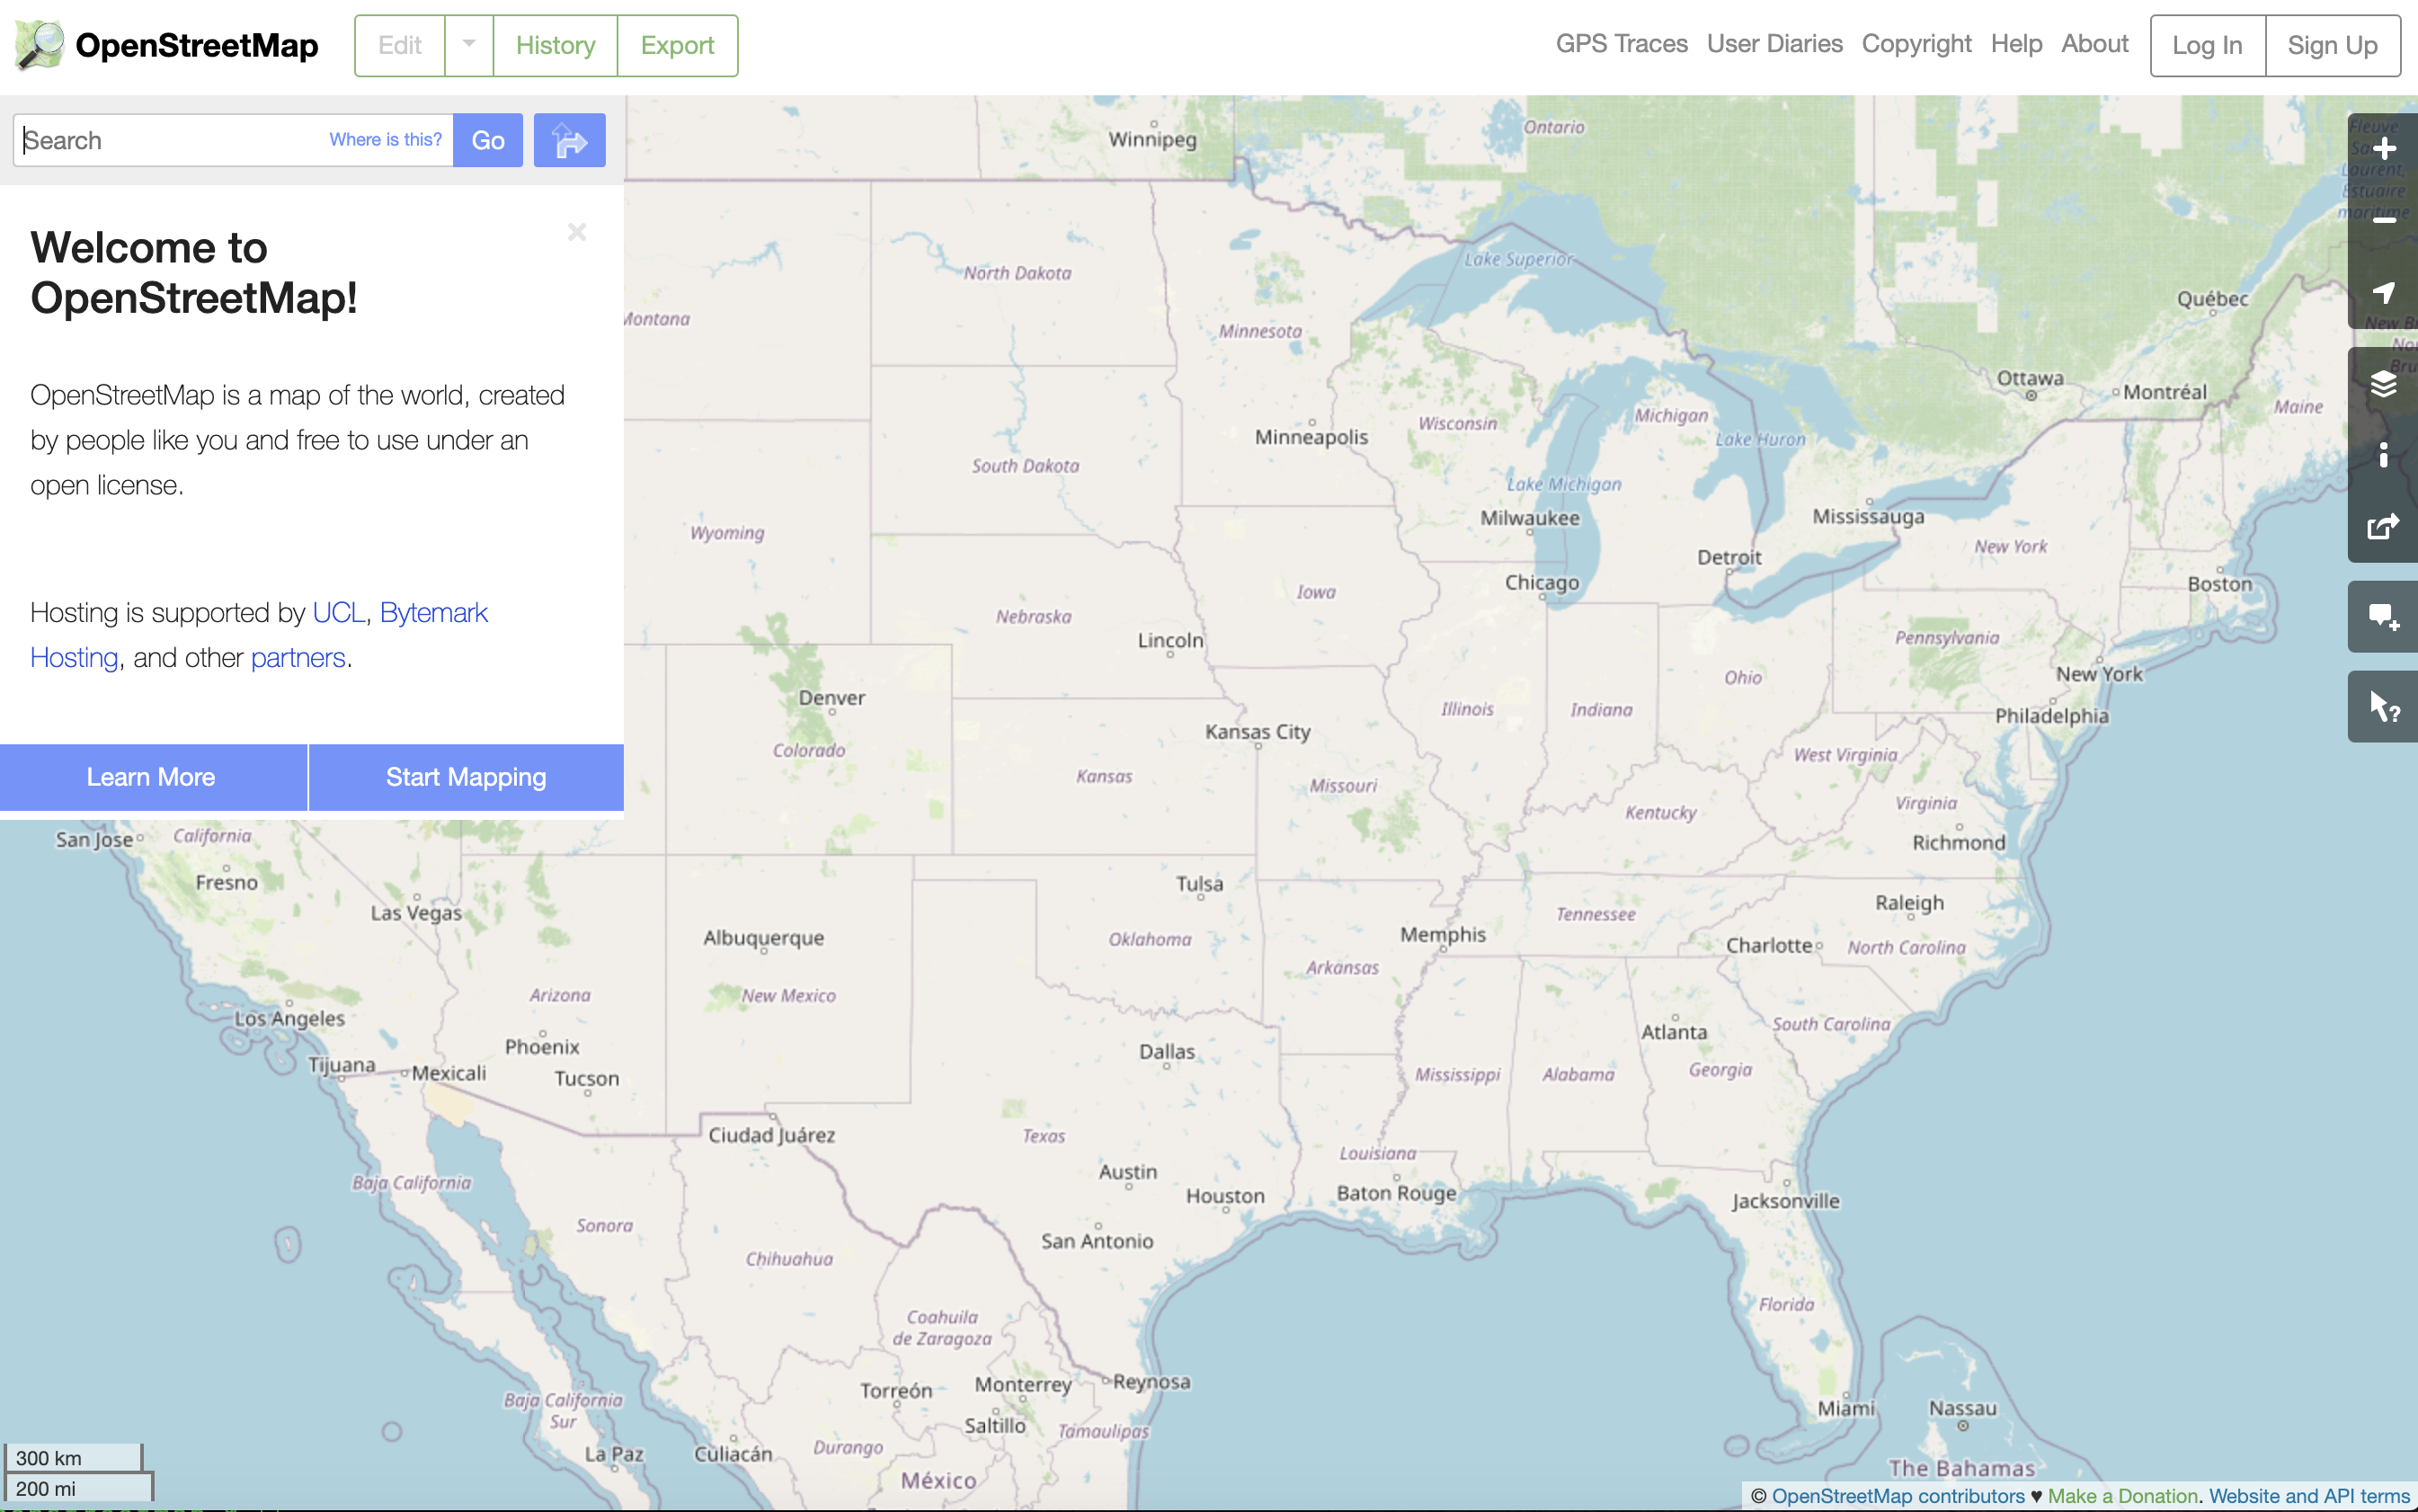 OpenStreetMap
Edit
History
Export
GPS Traces
User Diaries
Copyright
Help
About
Log In
Sign Up
Search
Where is this?
Go
Welcome to
OpenStreetMap!
OpenStreetMap is a map of the world, created
by people like you and free to use under an
open license.
Hosting is supported by UCL, Bytemark
Hosting, and other partners.
Learn More
Start Mapping
Winnipeg
Ontario
Fleuve
Laurent,
Estuaire
maritime
North Dakota
Lake Superior
Québec
Montana
Minnesota
Ottawa
Montréal
Maine
Minneapolis
Wisconsin
Michigan
Lake Huron
South Dakota
Lake Michigan
Milwaukee
Mississauga
Wyoming
Detroit
New York
Chicago
Boston
Iowa
Nebraska
Lincoln
Pennsylvania
New York
Denver
Ohio
Illinois
Indiana
Philadelphia
Kansas City
Colorado
West Virginia
Kansas
Missouri
Kentucky
Virginia
Richmond
San Jose
California
Fresno
Las Vegas
Tulsa
Raleigh
Albuquerque
Oklahoma
Memphis
Tennessee
Charlotte
North Carolina
Arkansas
Arizona
New Mexico
Los Angeles
Phoenix
Atlanta
South Carolina
Tijuana
Mexicali
Tucson
Dallas
Mississippi
Alabama
Georgia
Ciudad Juárez
Texas
Louisiana
Baja California
Austin
Houston
Baton Rouge
Jacksonville
Sonora
San Antonio
Chihuahua
Florida
Coahuila
de Zaragoza
Baja California
Sur
Torreón
Monterrey
Reynosa
Saltillo
Tamaulipas
Miami
Nassau
La Paz
Culiacán
Durango
México
The Bahamas
300 km
200 mi
© OpenStreetMap contributors ♥ Make a Donation. Website and API terms